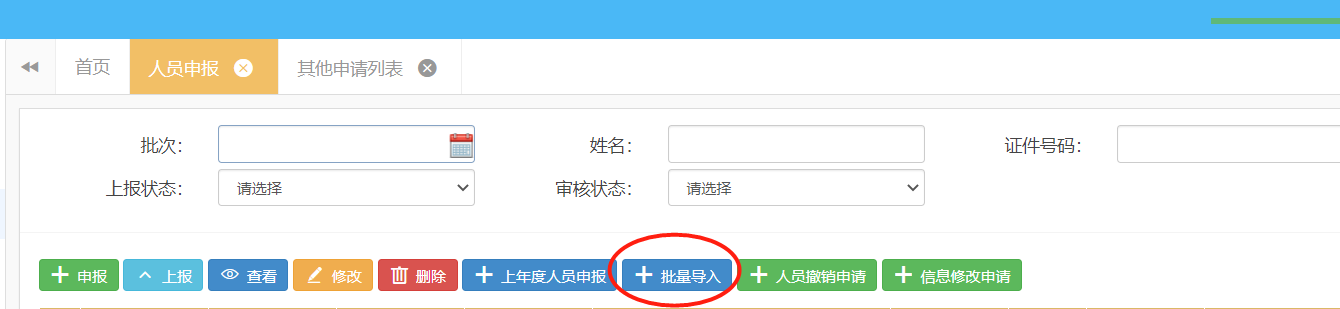 首页 人员申报 其他申请列表
批次： 姓名： 证件号码：
上报状态： 请选择 审核状态： 请选择
申报 上报 查看 修改 删除 上年度人员申报 批量导入 人员撤销申请 信息修改申请